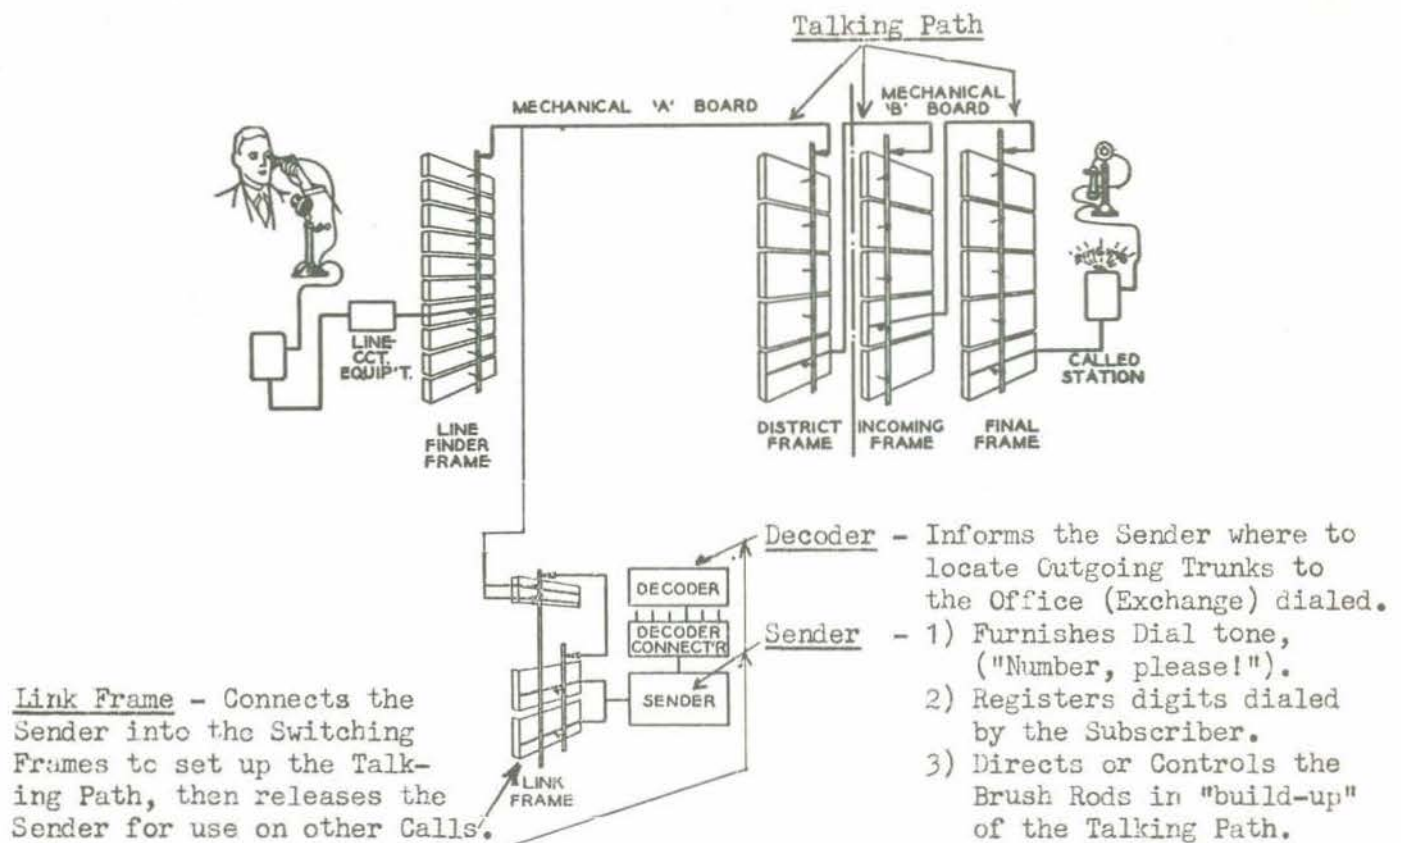 Talking Path
MECHANICAL 'A' BOARD
MECHANICAL
'B' BOARD
LINE
CCT.
EQUIP'T.
LINE
FINDER
FRAME
DISTRICT
FRAME
INCOMING
FRAME
FINAL
FRAME
CALLED
STATION
DECODER
DECODER
CONNECT'R
SENDER
LINK
FRAME
Decoder - Informs the Sender where to
locate Outgoing Trunks to
the Office (Exchange) dialed.
Sender - 1) Furnishes Dial tone,
("Number, please!").
2) Registers digits dialed
by the Subscriber.
3) Directs or Controls the
Brush Rods in "build-up"
of the Talking Path.
Link Frame - Connects the
Sender into the Switching
Frames to set up the Talk-
ing Path, then releases the
Sender for use on other Calls.